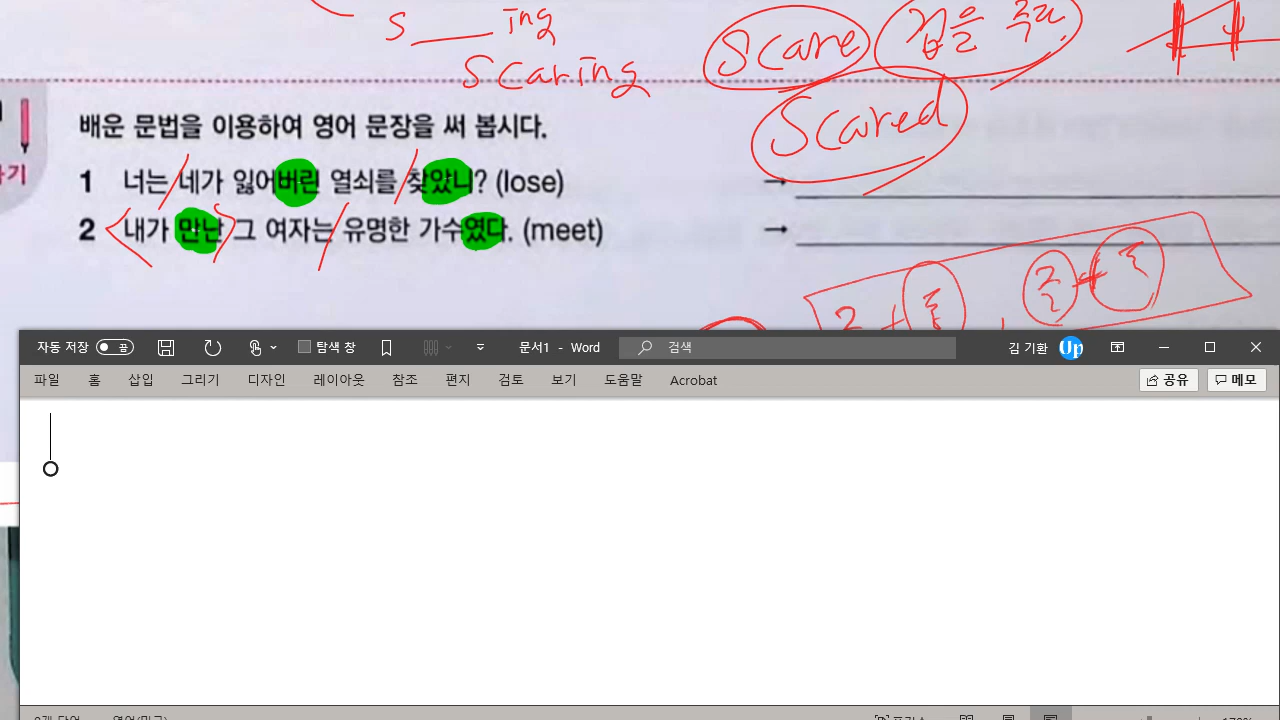 s ing
scaring
scare 겁을 주다
scared
배운 문법을 이용하여 영어 문장을 써 봅시다.
1 너는 네가 잃어버린 열쇠를 찾았니? (lose) →
2 내가 만난 그 여자는 유명한 가수였다. (meet) →
자동 저장 끔 탐색 창 문서1 - Word 검색 김 기환 Up
파일 홈 삽입 그리기 디자인 레이아웃 참조 편지 검토 보기 도움말 Acrobat 공유 메모